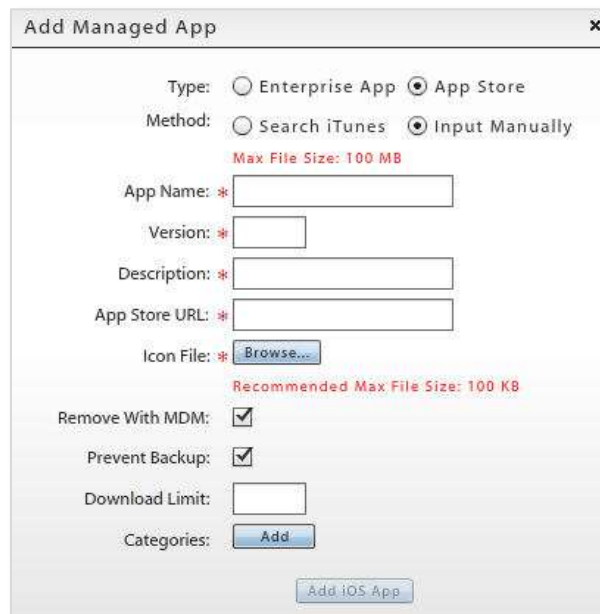 Add Managed App ×
Type: Enterprise App App Store
Method: Search iTunes Input Manually
Max File Size: 100 MB
App Name: *
Version: *
Description: *
App Store URL: *
Icon File: * Browse...
Recommended Max File Size: 100 KB
Remove With MDM:
Prevent Backup:
Download Limit:
Categories: Add
Add iOS App